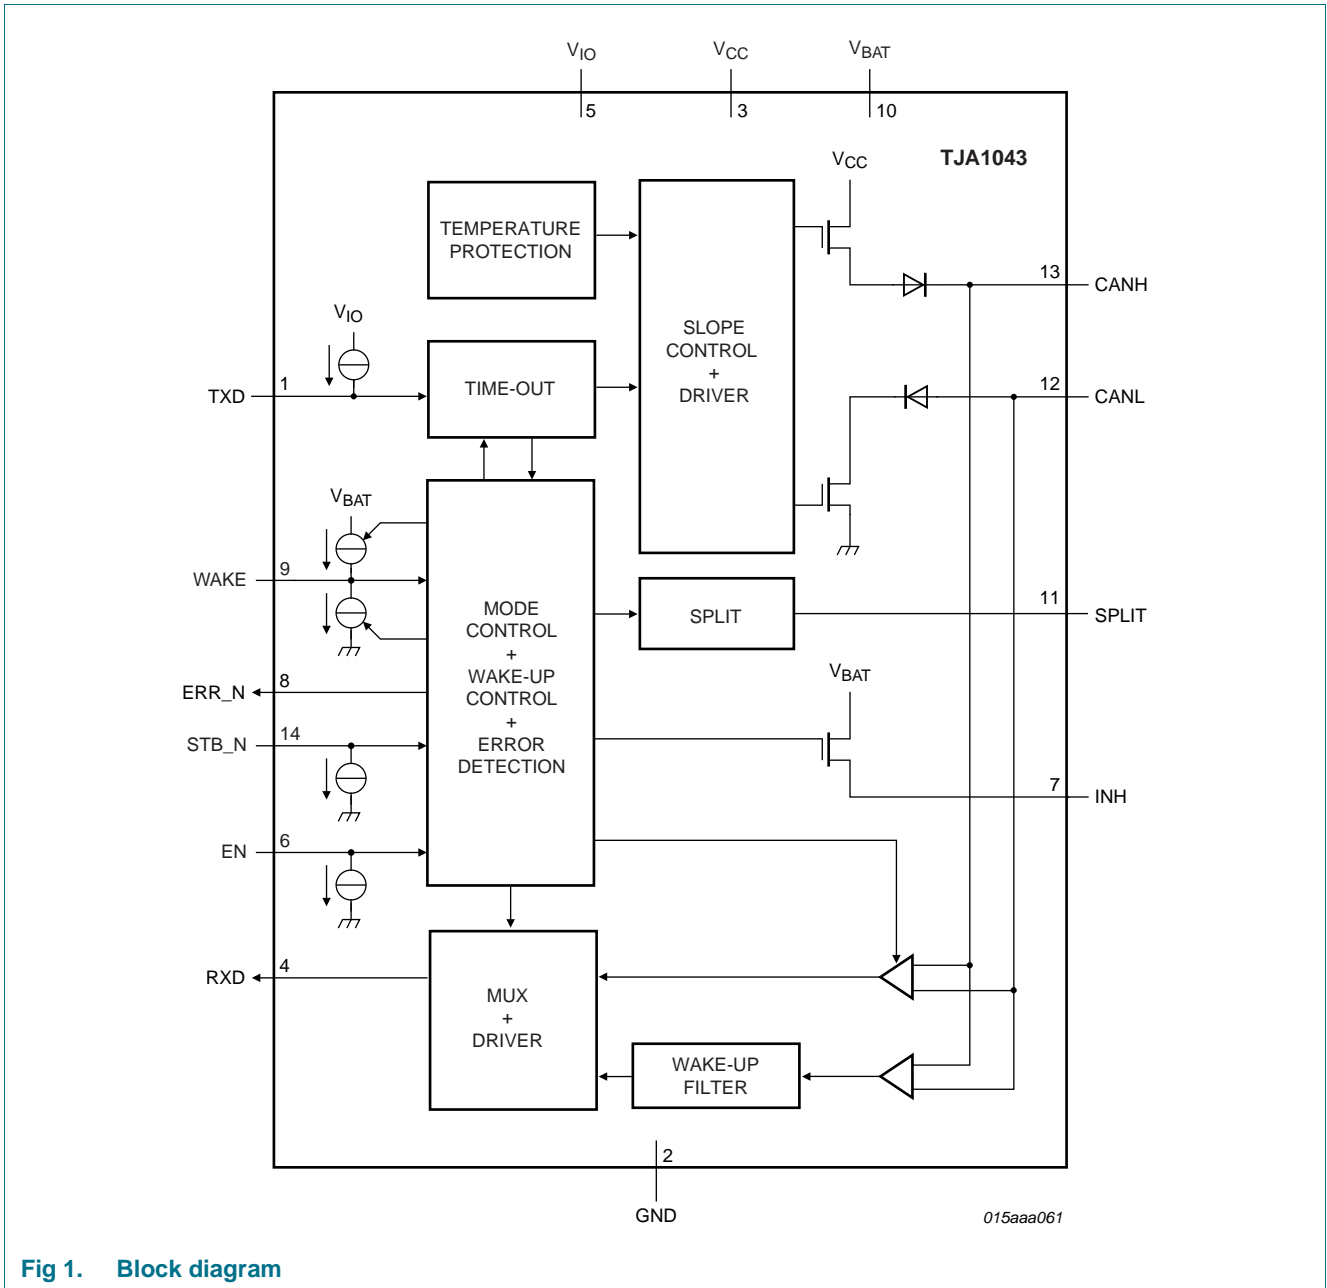 VIO
VCC
VBAT
5
3
10
TJA1043
VCC
TEMPERATURE
PROTECTION
13
CANH
VIO
SLOPE
CONTROL
+
DRIVER
TXD
1
TIME-OUT
12
CANL
VBAT
WAKE
9
MODE
CONTROL
+
WAKE-UP
CONTROL
+
ERROR
DETECTION
SPLIT
11
SPLIT
VBAT
ERR_N
8
STB_N
14
7
INH
EN
6
RXD
4
MUX
+
DRIVER
WAKE-UP
FILTER
2
GND
015aaa061
Fig 1. Block diagram